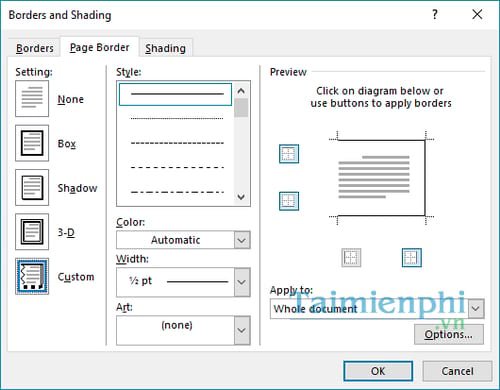 Borders and Shading
Borders
Page Border
Shading
Setting:
None
Box
Shadow
3-D
Custom
Style:
Color:
Automatic
Width:
½ pt
Art:
(none)
Preview
Click on diagram below or
use buttons to apply borders
Apply to:
Whole document
Options...
Taimienphi
.vn
OK
Cancel